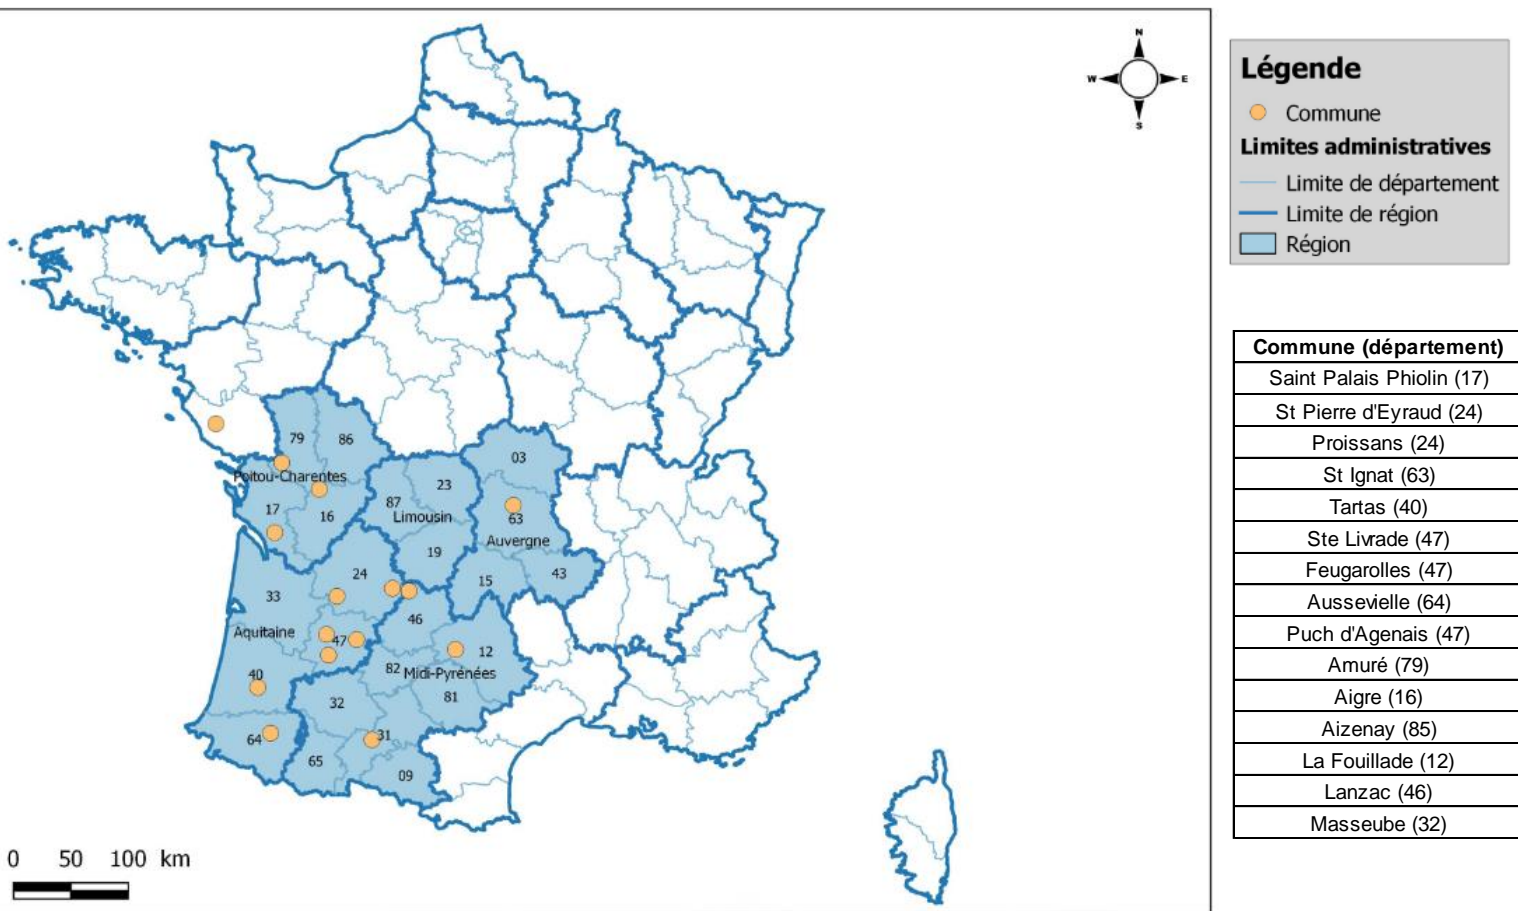 N
W E
S
Légende
Commune
Limites administratives
Limite de département
Limite de région
Région
79
86
03
Poitou-Charentes
23
87
17
16
Limousin
63
Auvergne
19
24
15
43
33
46
Aquitaine
47
12
82
Midi-Pyrénées
40
81
32
64
31
65
09
0 50 100 km
Commune (département)
Saint Palais Phiolin (17)
St Pierre d'Eyraud (24)
Proissans (24)
St Ignat (63)
Tartas (40)
Ste Livrade (47)
Feugarolles (47)
Aussevielle (64)
Puch d'Agenais (47)
Amuré (79)
Aigre (16)
Aizenay (85)
La Fouillade (12)
Lanzac (46)
Masseube (32)